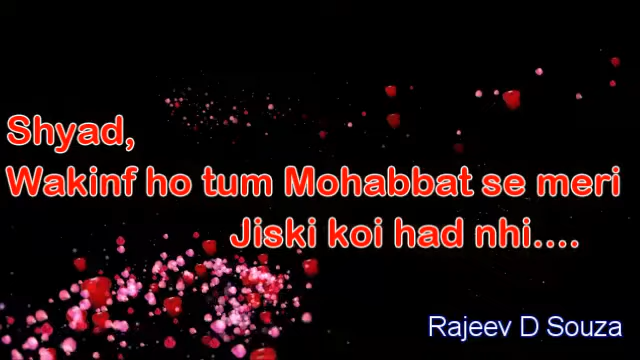 Shyad,
Wakinf ho tum Mohabbat se meri
Jiski koi had nhi....
Rajeev D Souza